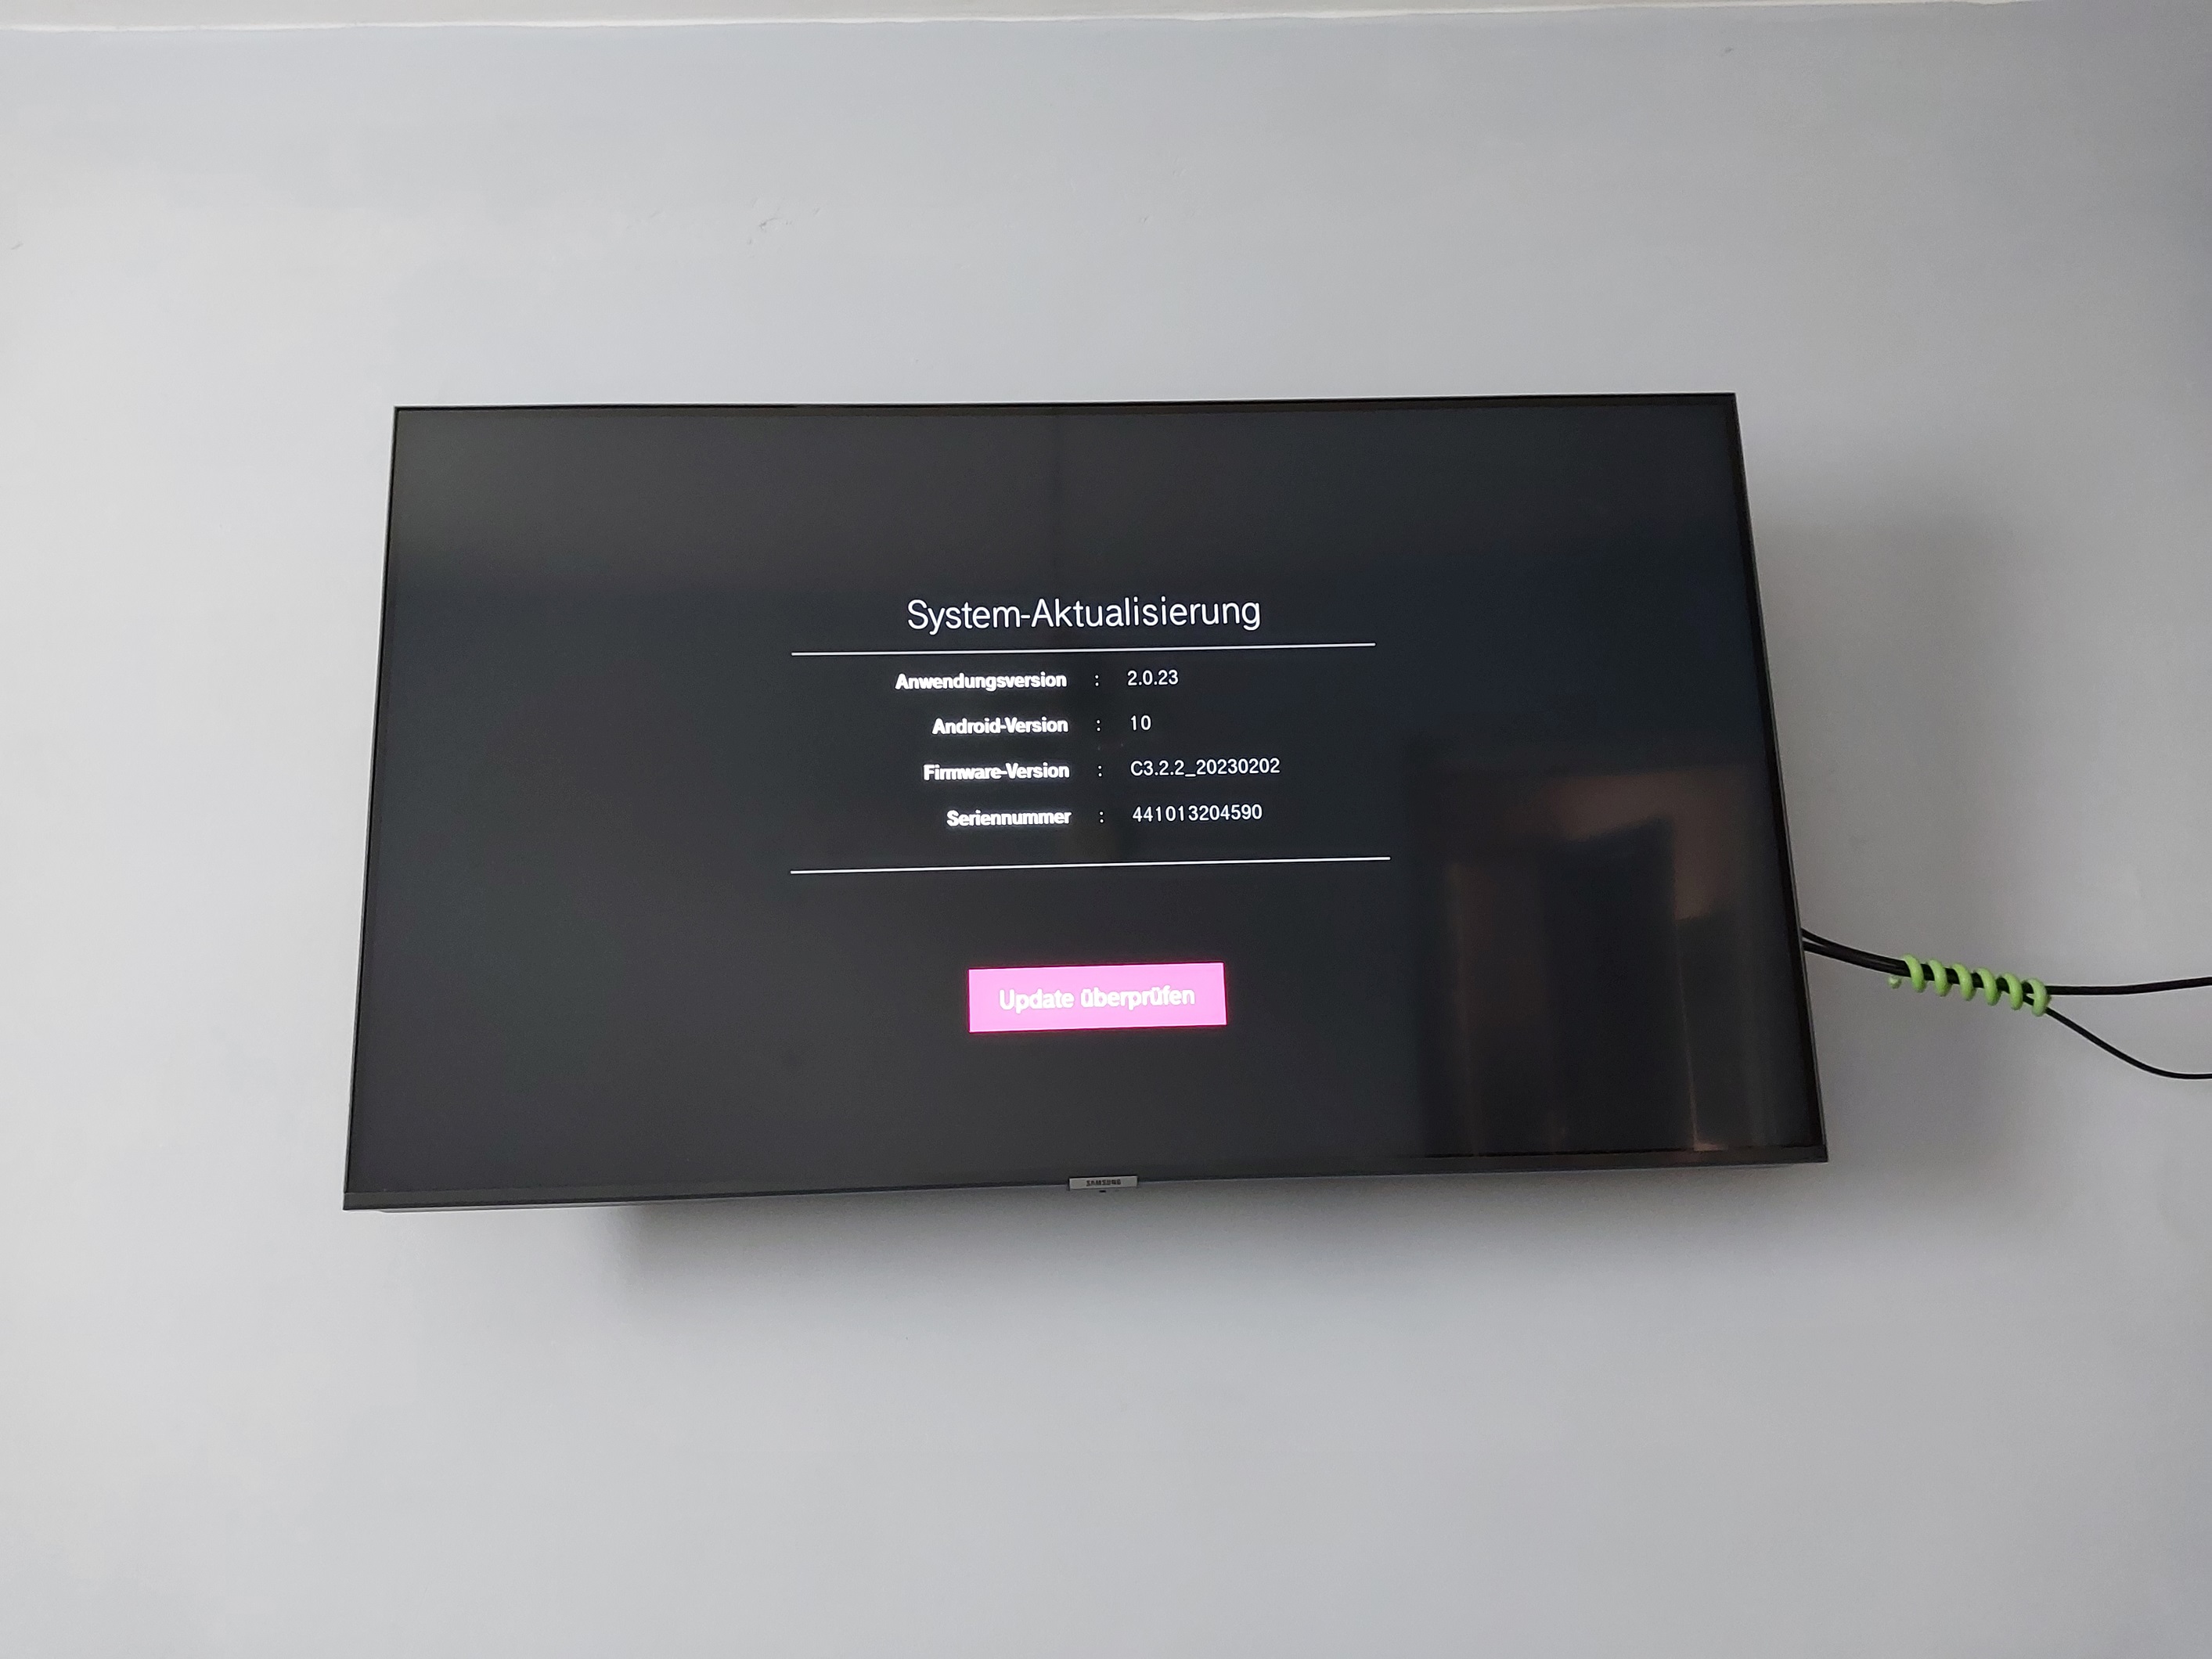 System-Aktualisierung
Anwendungsversion : 2.0.23
Android-Version : 10
Firmware-Version : C3.2.2_20230202
Seriennummer : 441013204590
Update überprüfen
SAMSUNG